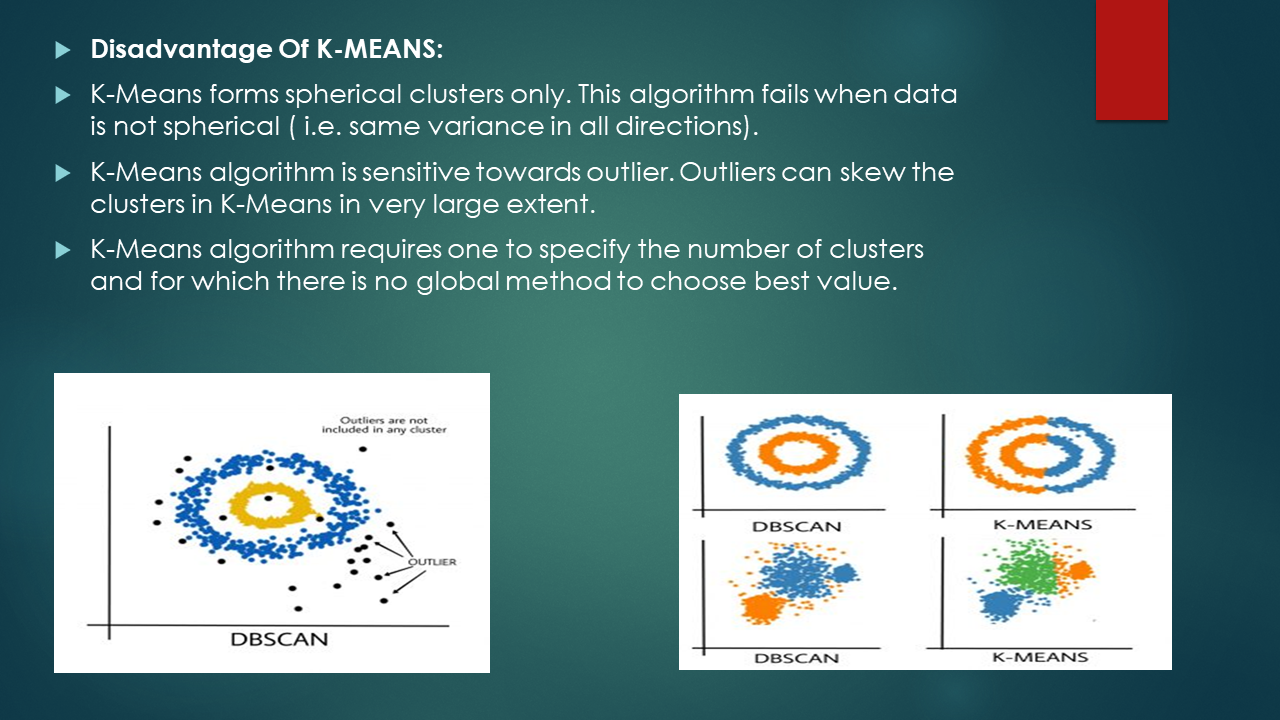 Disadvantage Of K-MEANS:
K-Means forms spherical clusters only. This algorithm fails when data
is not spherical ( i.e. same variance in all directions).
K-Means algorithm is sensitive towards outlier. Outliers can skew the
clusters in K-Means in very large extent.
K-Means algorithm requires one to specify the number of clusters
and for which there is no global method to choose best value.
Outliers are not
included in any cluster
OUTLIER
DBSCAN
DBSCAN
K-MEANS
DBSCAN
K-MEANS